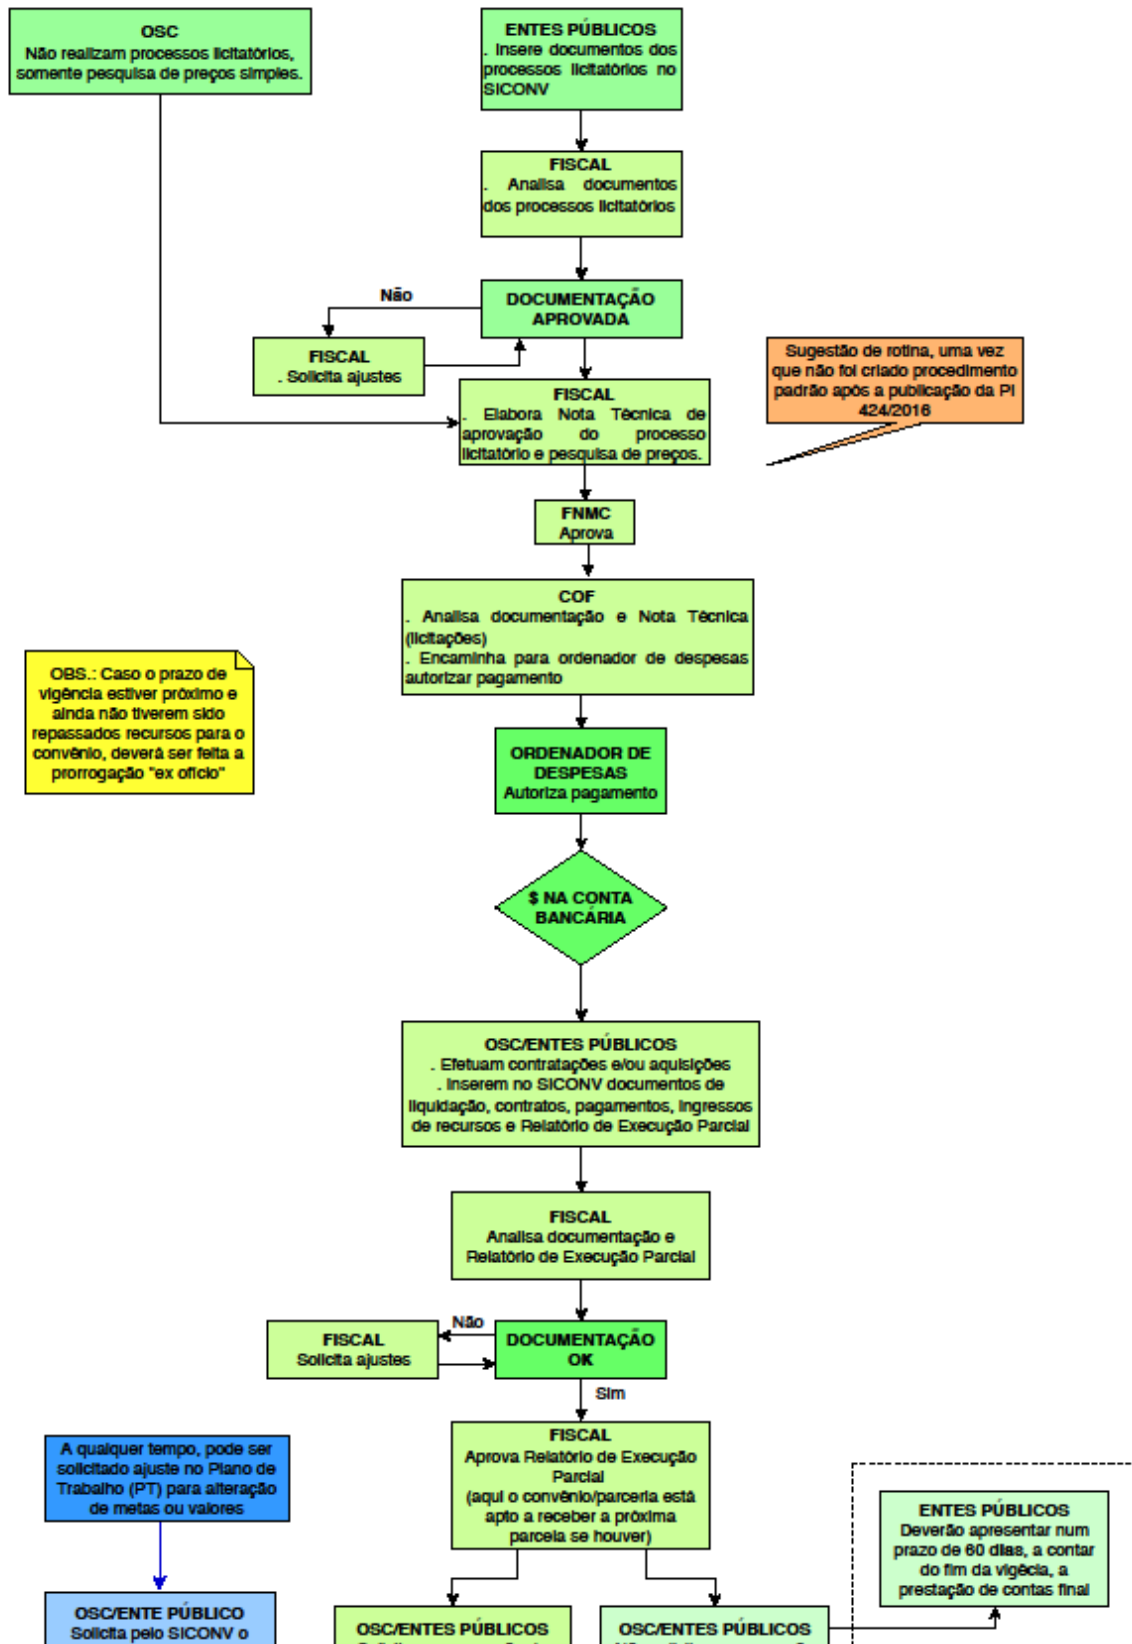 OSC
Não realizam processos licitatórios,
somente pesquisa de preços simples.
ENTES PÚBLICOS
. Insere documentos dos
processos licitatórios no
SICONV
FISCAL
. Analisa documentos
dos processos licitatórios
DOCUMENTAÇÃO
APROVADA
Não
FISCAL
. Solicita ajustes
FISCAL
. Elabora Nota Técnica de
aprovação do processo
licitatório e pesquisa de preços.
Sugestão de rotina, uma vez
que não foi criado procedimento
padrão após a publicação da PI
424/2016
FNMC
Aprova
COF
. Analisa documentação e Nota Técnica
(licitações)
. Encaminha para ordenador de despesas
autorizar pagamento
OBS.: Caso o prazo de
vigência estiver próximo e
ainda não tiverem sido
repassados recursos para o
convênio, deverá ser feita a
prorrogação "ex ofício"
ORDENADOR DE
DESPESAS
Autoriza pagamento
$ NA CONTA
BANCÁRIA
OSC/ENTES PÚBLICOS
. Efetuam contratações e/ou aquisições
. Inserem no SICONV documentos de
liquidação, contratos, pagamentos, ingressos
de recursos e Relatório de Execução Parcial
FISCAL
Analisa documentação e
Relatório de Execução Parcial
DOCUMENTAÇÃO
OK
Não
FISCAL
Solicita ajustes
Sim
FISCAL
Aprova Relatório de Execução
Parcial
(aqui o convênio/parceria está
apto a receber a próxima
parcela se houver)
A qualquer tempo, pode ser
solicitado ajuste no Plano de
Trabalho (PT) para alteração
de metas ou valores
ENTES PÚBLICOS
Deverão apresentar num
prazo de 60 dias, a contar
do fim da vigêcia, a
prestação de contas final
OSC/ENTE PÚBLICO
Solicita pelo SICONV o
OSC/ENTES PÚBLICOS
OSC/ENTES PÚBLICOS